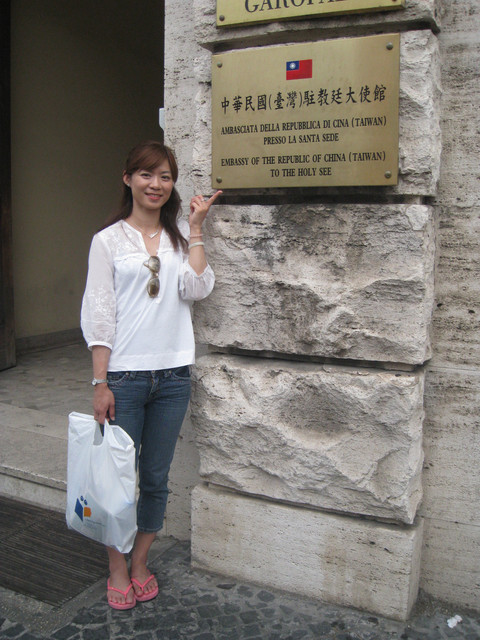 中華民國(臺灣)駐教廷大使館
AMBASCIATA DELLA REPUBBLICA DI CINA (TAIWAN)
PRESSO LA SANTA SEDE
EMBASSY OF THE REPUBLIC OF CHINA (TAIWAN)
TO THE HOLY SEE